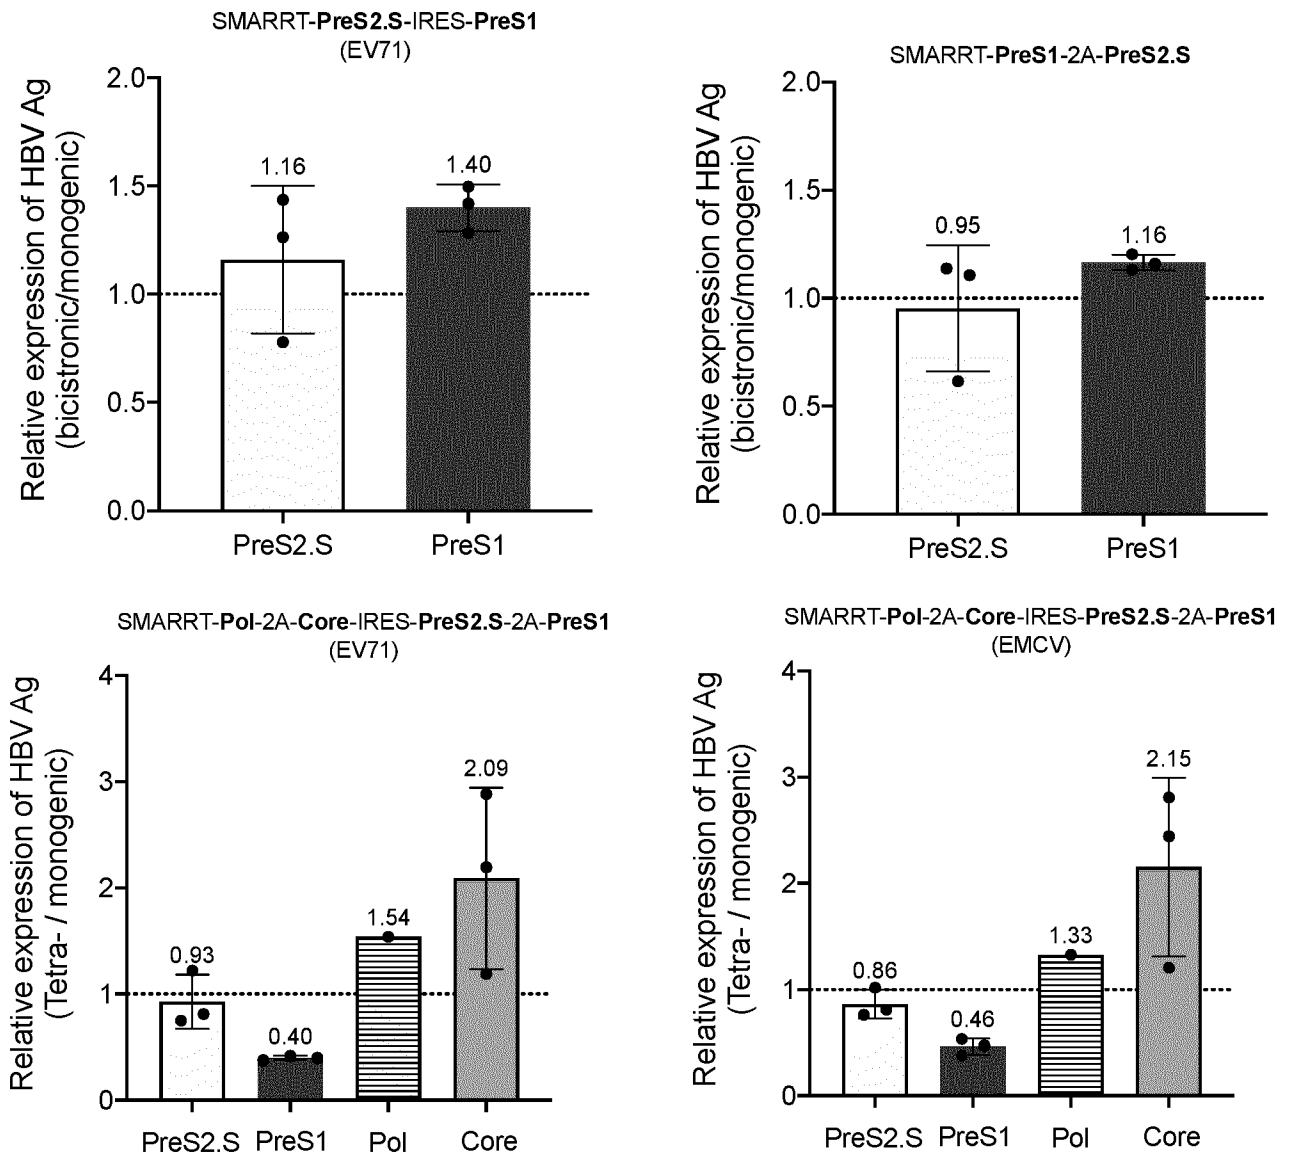 SMARRT-PreS2.S-IRES-PreS1
(EV71)
Relative expression of HBV Ag
(bicistronic/monogenic)
2.0
1.5
1.0
0.5
0.0
1.16
1.40
PreS2.S
PreS1
SMARRT-PreS1-2A-PreS2.S
Relative expression of HBV Ag
(bicistronic/monogenic)
2.0
1.5
1.0
0.5
0.0
0.95
1.16
PreS2.S
PreS1
SMARRT-Pol-2A-Core-IRES-PreS2.S-2A-PreS1
(EV71)
Relative expression of HBV Ag
(Tetra- / monogenic)
4
3
2
1
0
0.93
0.40
1.54
2.09
PreS2.S
PreS1
Pol
Core
SMARRT-Pol-2A-Core-IRES-PreS2.S-2A-PreS1
(EMCV)
Relative expression of HBV Ag
(Tetra- / monogenic)
4
3
2
1
0
0.86
0.46
1.33
2.15
PreS2.S
PreS1
Pol
Core